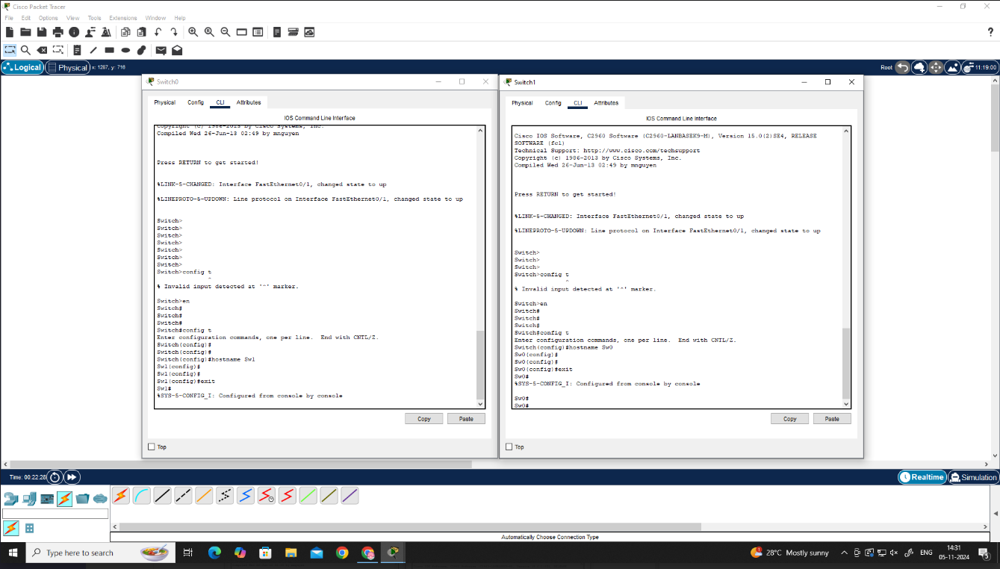 Cisco Packet Tracer
File Edit Options View Tools Extensions Window Help
?
Logical Physical x: 1287, y: 716 Root 11:19:00
Switch0
Physical Config CLI Attributes
IOS Command Line Interface
Copyright (c) 1986-2013 by Cisco Systems, Inc.
Compiled Wed 26-Jun-13 02:49 by mnguyen
Press RETURN to get started!
%LINK-5-CHANGED: Interface FastEthernet0/1, changed state to up
%LINEPROTO-5-UPDOWN: Line protocol on Interface FastEthernet0/1, changed state to up
Switch>
Switch>
Switch>
Switch>
Switch>
Switch>
Switch>
Switch>config t
^
% Invalid input detected at '^' marker.
Switch>en
Switch#
Switch#
Switch#
Switch#config t
Enter configuration commands, one per line. End with CNTL/Z.
Switch(config)#
Switch(config)#
Switch(config)#hostname Sw1
Sw1(config)#
Sw1(config)#
Sw1(config)#exit
Sw1#
%SYS-5-CONFIG_I: Configured from console by console
Copy Paste
Top
Switch1
Physical Config CLI Attributes
IOS Command Line Interface
Cisco IOS Software, C2960 Software (C2960-LANBASEK9-M), Version 15.0(2)SE4, RELEASE
SOFTWARE (fc1)
Technical Support: http://www.cisco.com/techsupport
Copyright (c) 1986-2013 by Cisco Systems, Inc.
Compiled Wed 26-Jun-13 02:49 by mnguyen
Press RETURN to get started!
%LINK-5-CHANGED: Interface FastEthernet0/1, changed state to up
%LINEPROTO-5-UPDOWN: Line protocol on Interface FastEthernet0/1, changed state to up
Switch>
Switch>
Switch>
Switch>config t
^
% Invalid input detected at '^' marker.
Switch>en
Switch#
Switch#
Switch#
Switch#config t
Enter configuration commands, one per line. End with CNTL/Z.
Switch(config)#hostname Sw0
Sw0(config)#
Sw0(config)#
Sw0(config)#exit
Sw0#
%SYS-5-CONFIG_I: Configured from console by console
Sw0#
Sw0#
Copy Paste
Top
Time: 00:22:28 Realtime Simulation
Automatically Choose Connection Type
Type here to search
28°C Mostly sunny
ENG
14:31
05-11-2024
5